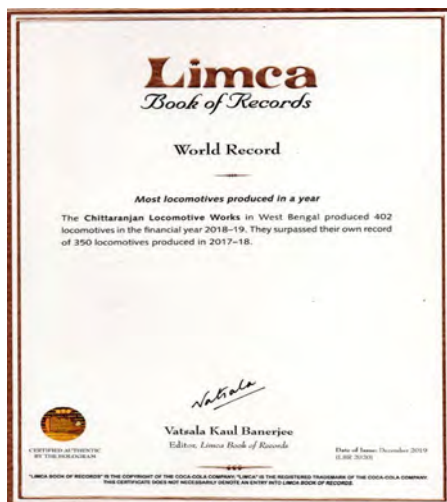 Limca
Book of Records
World Record
Most locomotives produced in a year
The Chittaranjan Locomotive Works in West Bengal produced 402
locomotives in the financial year 2018–19. They surpassed their own record
of 350 locomotives produced in 2017–18.
Vatsala
Vatsala Kaul Banerjee
Editor, Limca Book of Records
CERTIFIED AUTHENTIC
BY THE HOLOGRAM
Date of Issue: December 2019
(LBR 2020)
"LIMCA BOOK OF RECORDS" IS THE COPYRIGHT OF THE COCA-COLA COMPANY. "LIMCA" IS THE REGISTERED TRADEMARK OF THE COCA-COLA COMPANY.
THIS CERTIFICATE DOES NOT NECESSARILY DENOTE AN ENTRY INTO LIMCA BOOK OF RECORDS.